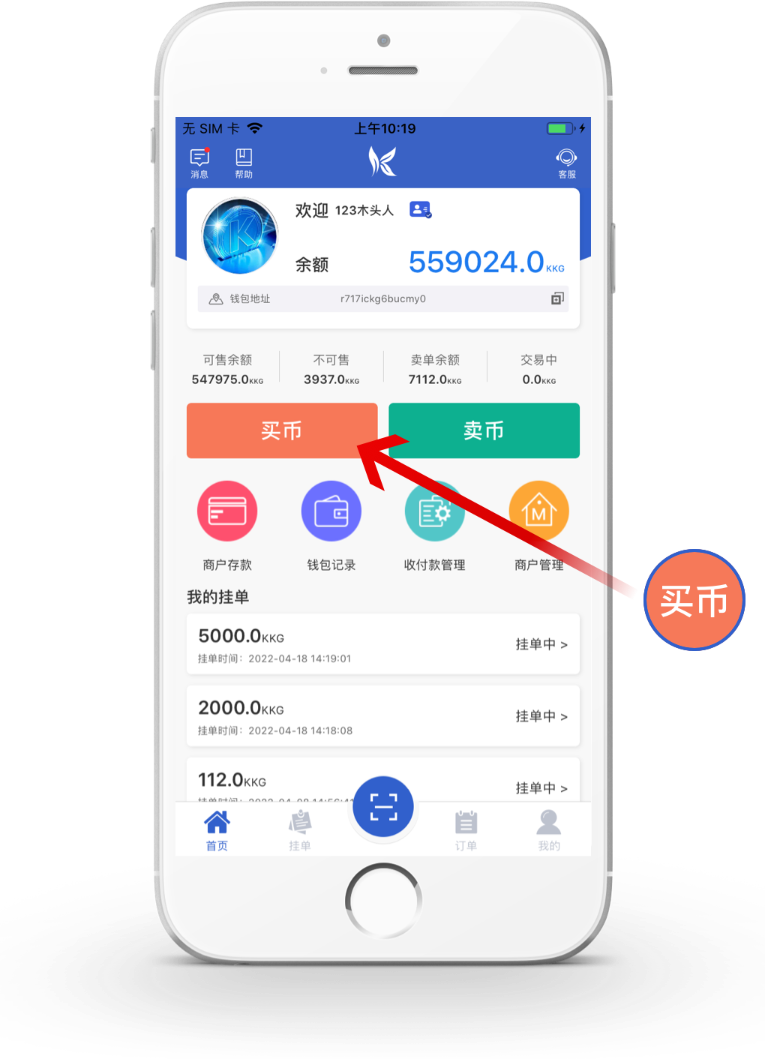 无 SIM 卡
上午10:19
消息
帮助
客服
欢迎 123木头人
余额
559024.0KKG
钱包地址
r717ickg6bucmy0
可售余额
不可售
卖单余额
交易中
547975.0KKG
3937.0KKG
7112.0KKG
0.0KKG
买币
卖币
商户存款
钱包记录
收付款管理
M
商户管理
买币
我的挂单
5000.0KKG
挂单中 >
挂单时间：2022-04-18 14:19:01
2000.0KKG
挂单中 >
挂单时间：2022-04-18 14:18:08
112.0KKG
挂单中 >
首页
挂单
订单
我的